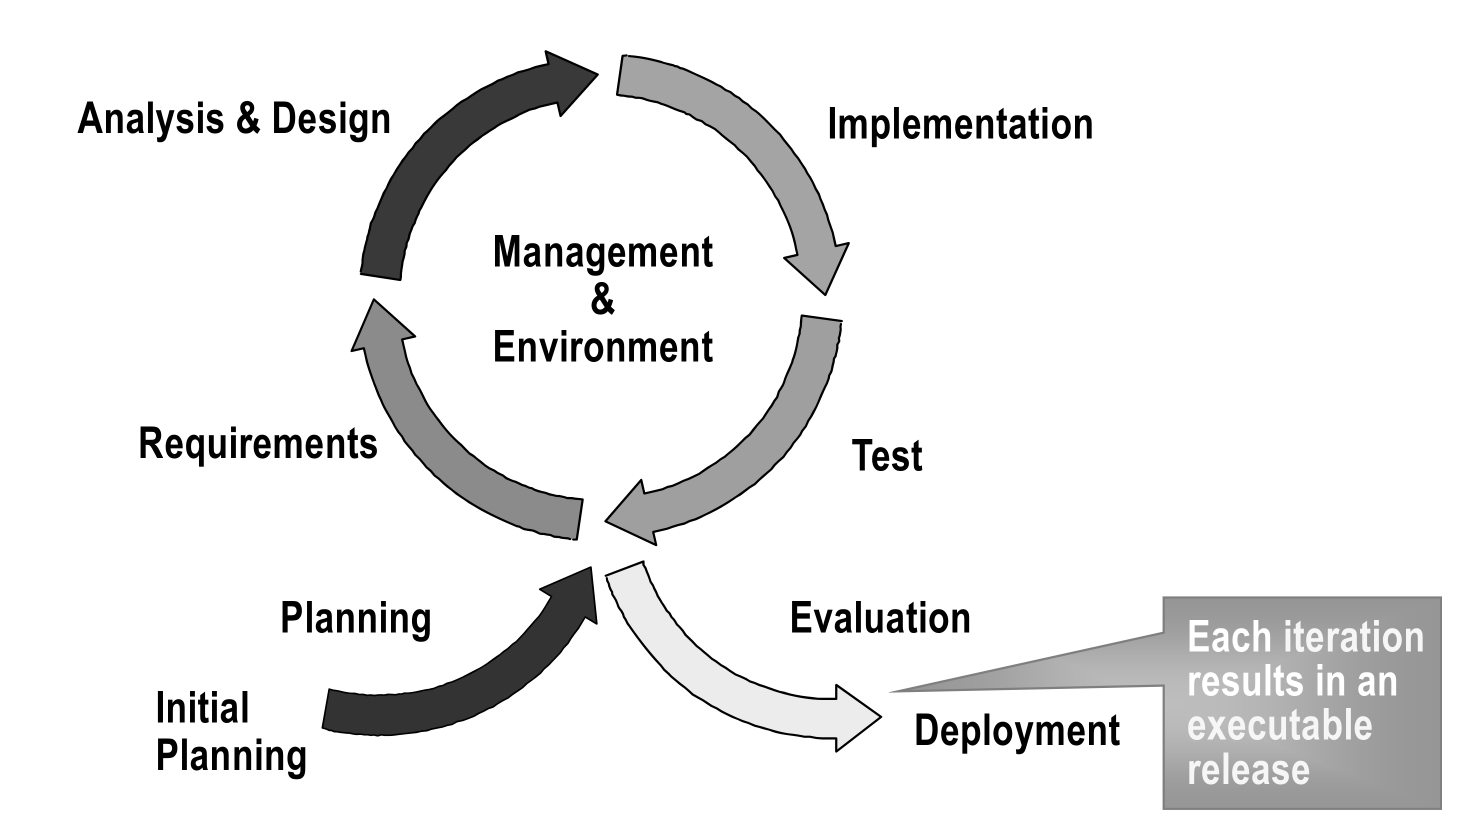 Analysis & Design
Implementation
Management
&
Environment
Requirements
Test
Planning
Evaluation
Initial
Planning
Deployment
Each iteration
results in an
executable
release